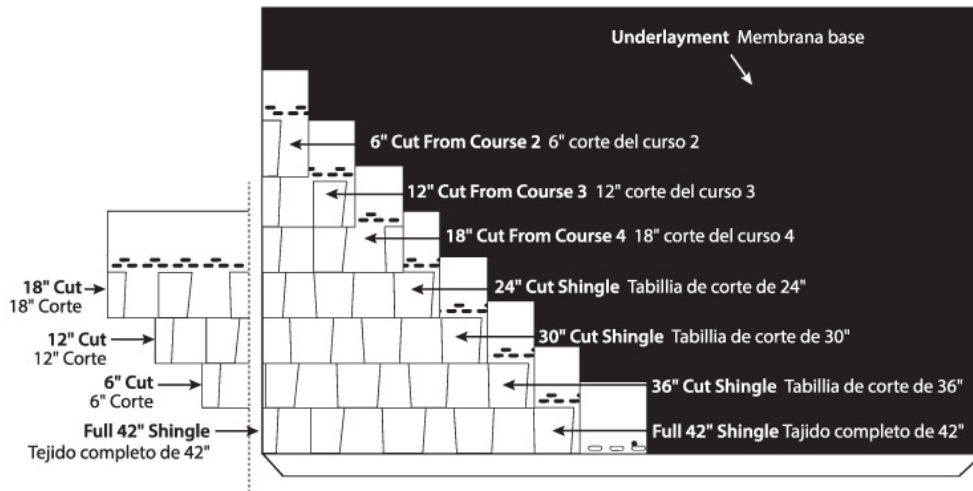 Underlayment Membrana base
6" Cut From Course 2 6" corte del curso 2
12" Cut From Course 3 12" corte del curso 3
18" Cut From Course 4 18" corte del curso 4
18" Cut
18" Corte
24" Cut Shingle Tabillia de corte de 24"
12" Cut
12" Corte
30" Cut Shingle Tabillia de corte de 30"
6" Cut
6" Corte
36" Cut Shingle Tabillia de corte de 36"
Full 42" Shingle
Tejido completo de 42"
Full 42" Shingle Tajido completo de 42"